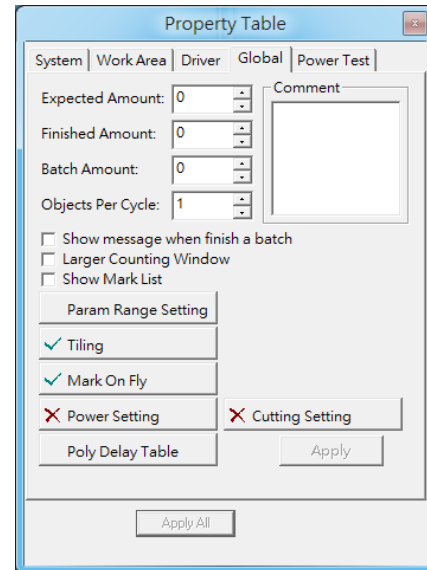 Property Table
System Work Area Driver Global Power Test
Expected Amount: 0
Comment
Finished Amount: 0
Batch Amount: 0
Objects Per Cycle: 1
Show message when finish a batch
Larger Counting Window
Show Mark List
Param Range Setting
Tiling
Mark On Fly
Power Setting
Cutting Setting
Poly Delay Table
Apply
Apply All